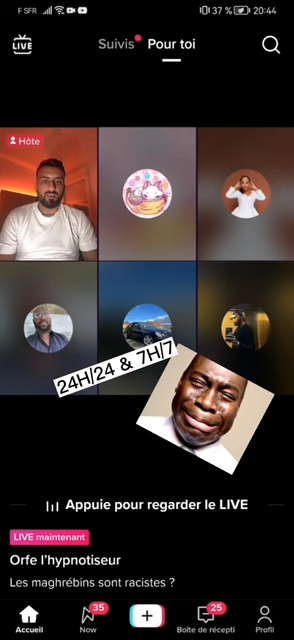 F SFR 37 % 20:44
LIVE Suivis Pour toi
Hôte
24H/24 & 7H/7
Appuie pour regarder le LIVE
LIVE maintenant
Orfe l'hypnotiseur
Les maghrébins sont racistes ?
35 25
Accueil Now Boîte de récepti Profil